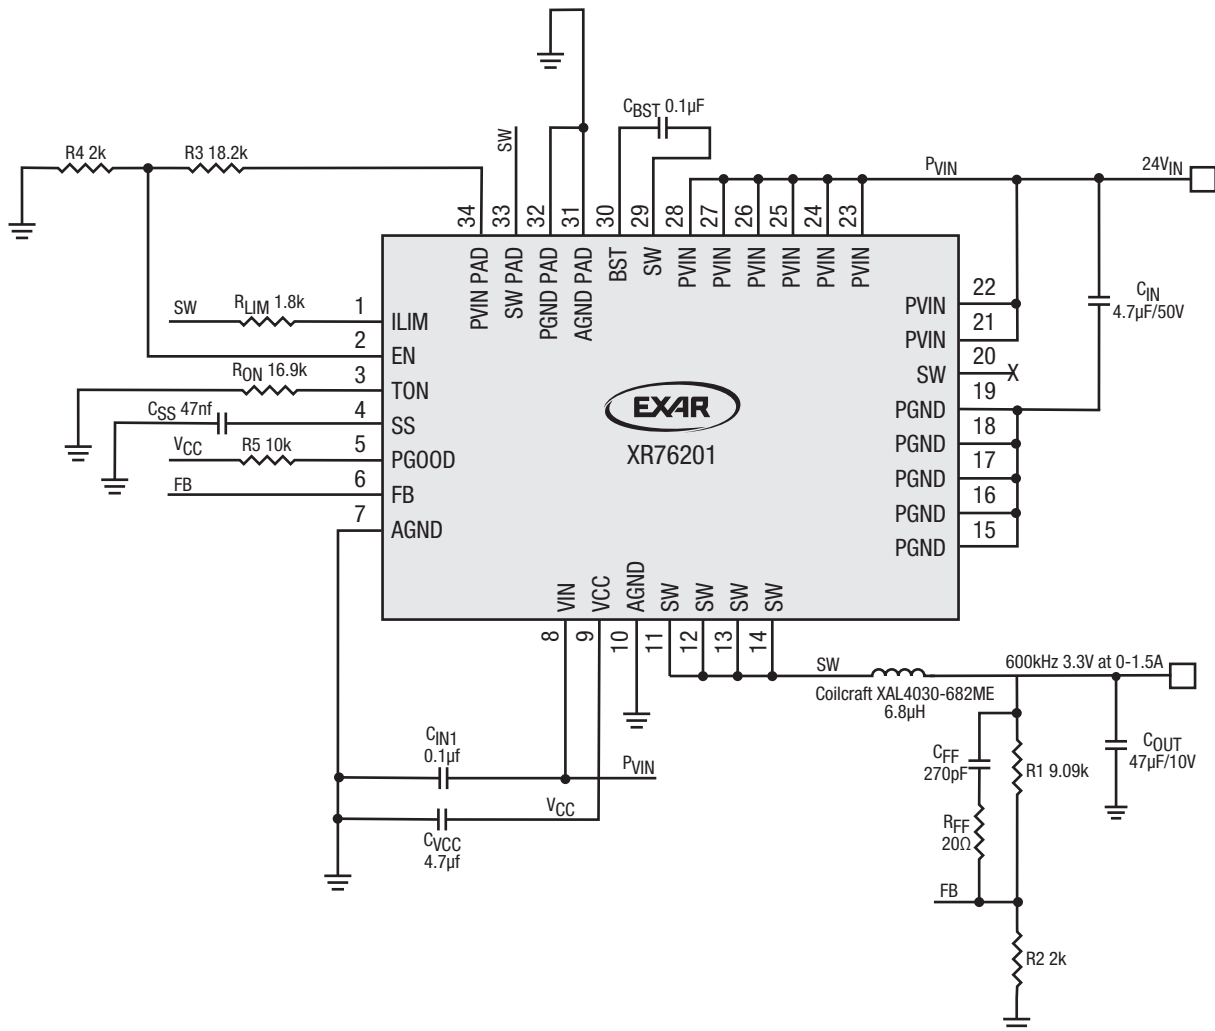 CBST 0.1µF
SW
R4 2k
R3 18.2k
PVIN
24VIN
34
33
32
31
30
29
28
27
26
25
24
23
PVIN PAD
SW PAD
PGND PAD
AGND PAD
BST
SW
PVIN
PVIN
PVIN
PVIN
PVIN
PVIN
SW
RLIM 1.8k
1
ILIM
2
EN
RON 16.9k
3
TON
CSS 47nf
4
SS
VCC
R5 10k
5
PGOOD
FB
6
FB
7
AGND
EXAR
XR76201
22
PVIN
21
PVIN
20
SW
X
19
PGND
18
PGND
17
PGND
16
PGND
15
PGND
CIN
4.7µF/50V
VIN
VCC
AGND
SW
SW
SW
SW
8
9
10
11
12
13
14
SW
600kHz 3.3V at 0-1.5A
Coilcraft XAL4030-682ME
6.8µH
CIN1
0.1µf
PVIN
VCC
CVCC
4.7µf
CFF
270pF
R1 9.09k
COUT
47µF/10V
RFF
20Ω
FB
R2 2k